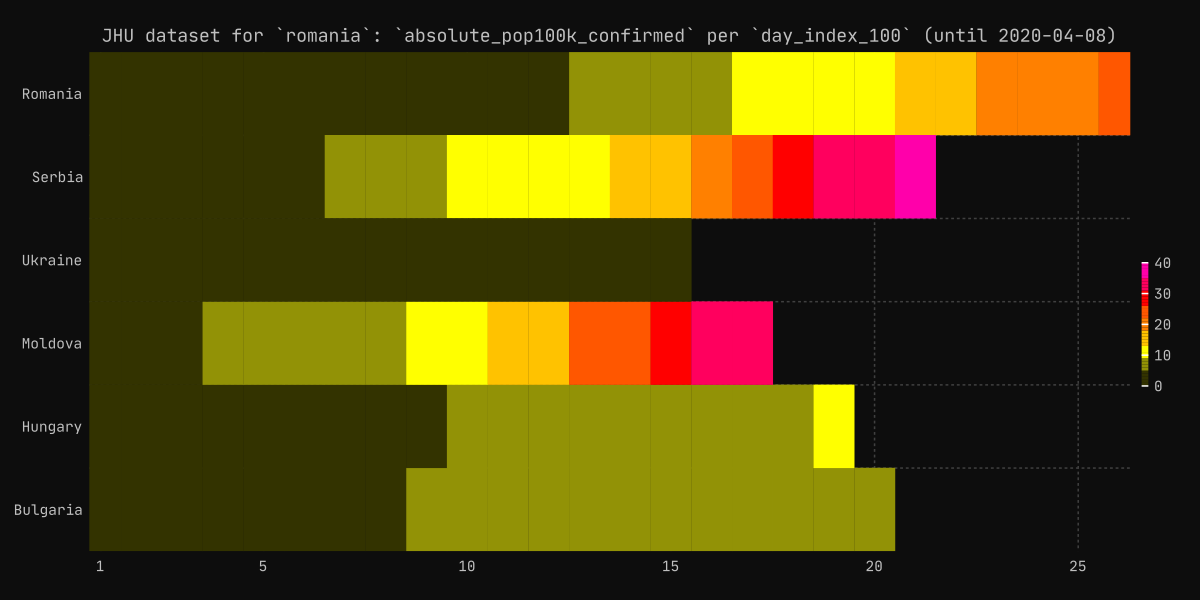 JHU dataset for `romania`: `absolute_pop100k_confirmed` per `day_index_100` (until 2020-04-08)
Romania
Serbia
Ukraine
Moldova
Hungary
Bulgaria
1 5 10 15 20 25
40
30
20
10
0